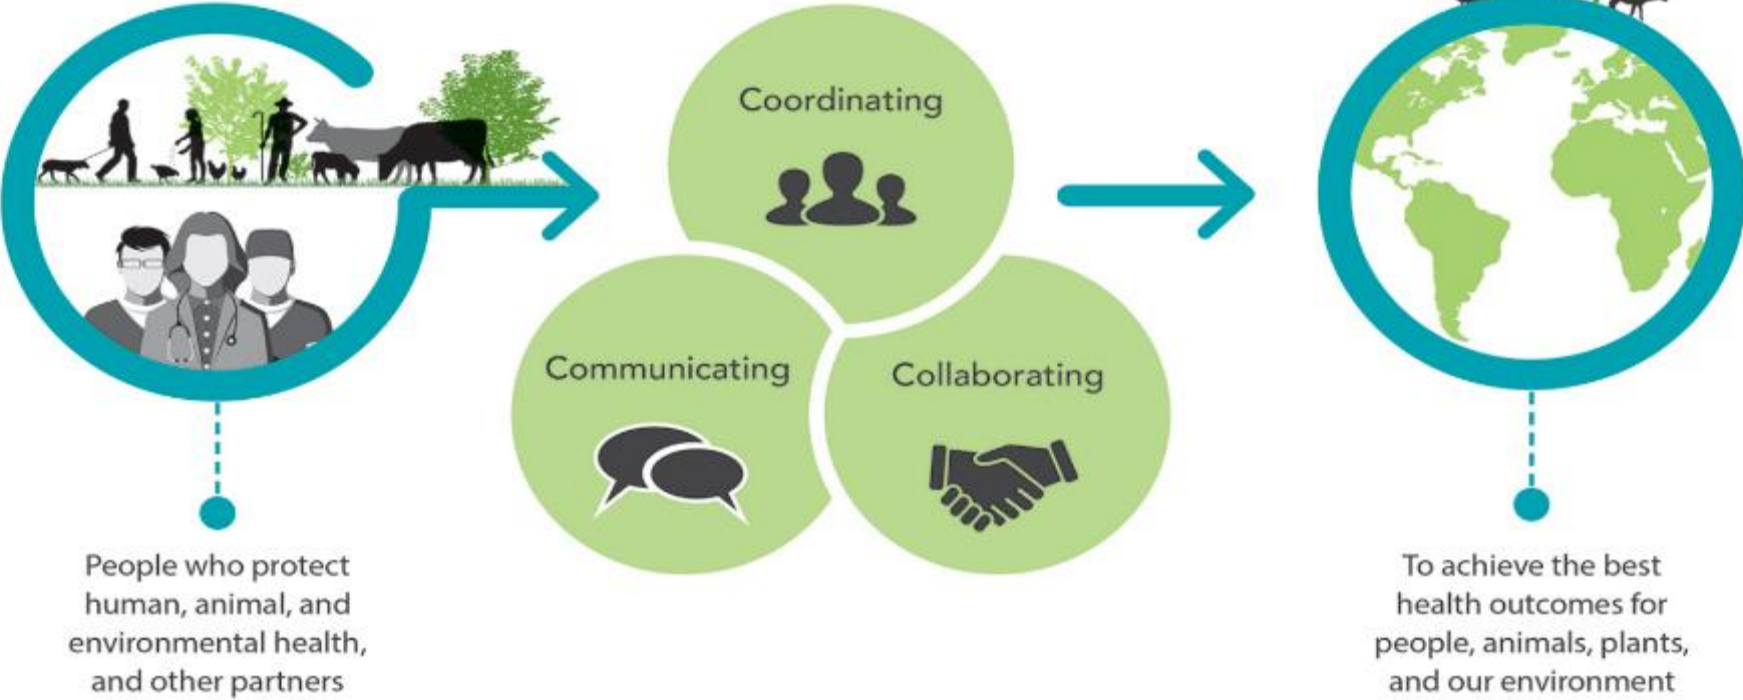 Coordinating
Communicating
Collaborating
People who protect
human, animal, and
environmental health,
and other partners
To achieve the best
health outcomes for
people, animals, plants,
and our environment